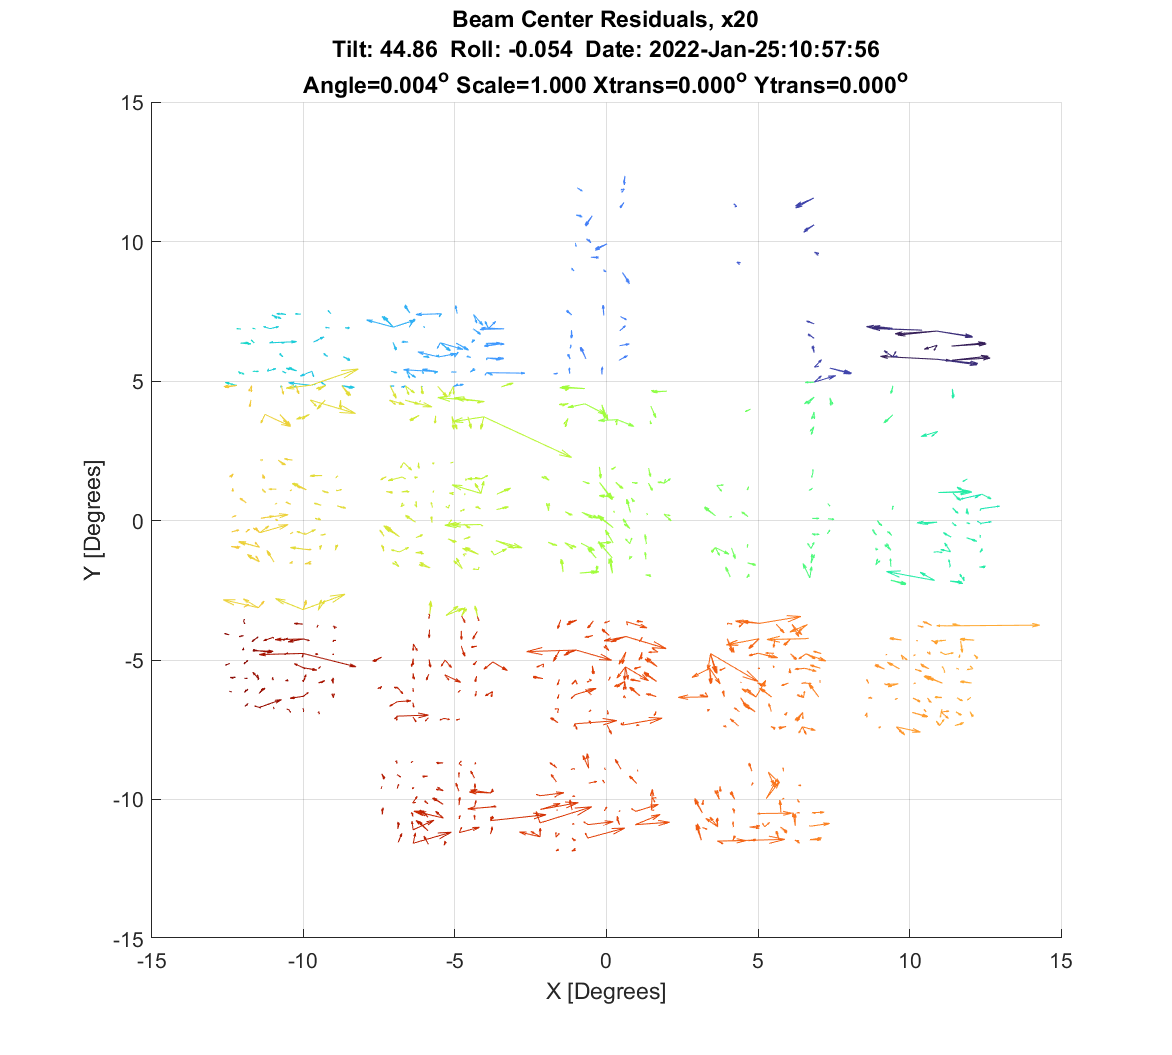 Beam Center Residuals, x20
Tilt: 44.86 Roll: -0.054 Date: 2022-Jan-25:10:57:56
Angle=0.004° Scale=1.000 Xtrans=0.000° Ytrans=0.000°
15
10
5
0
-5
-10
-15
Y [Degrees]
-15 -10 -5 0 5 10 15
X [Degrees]